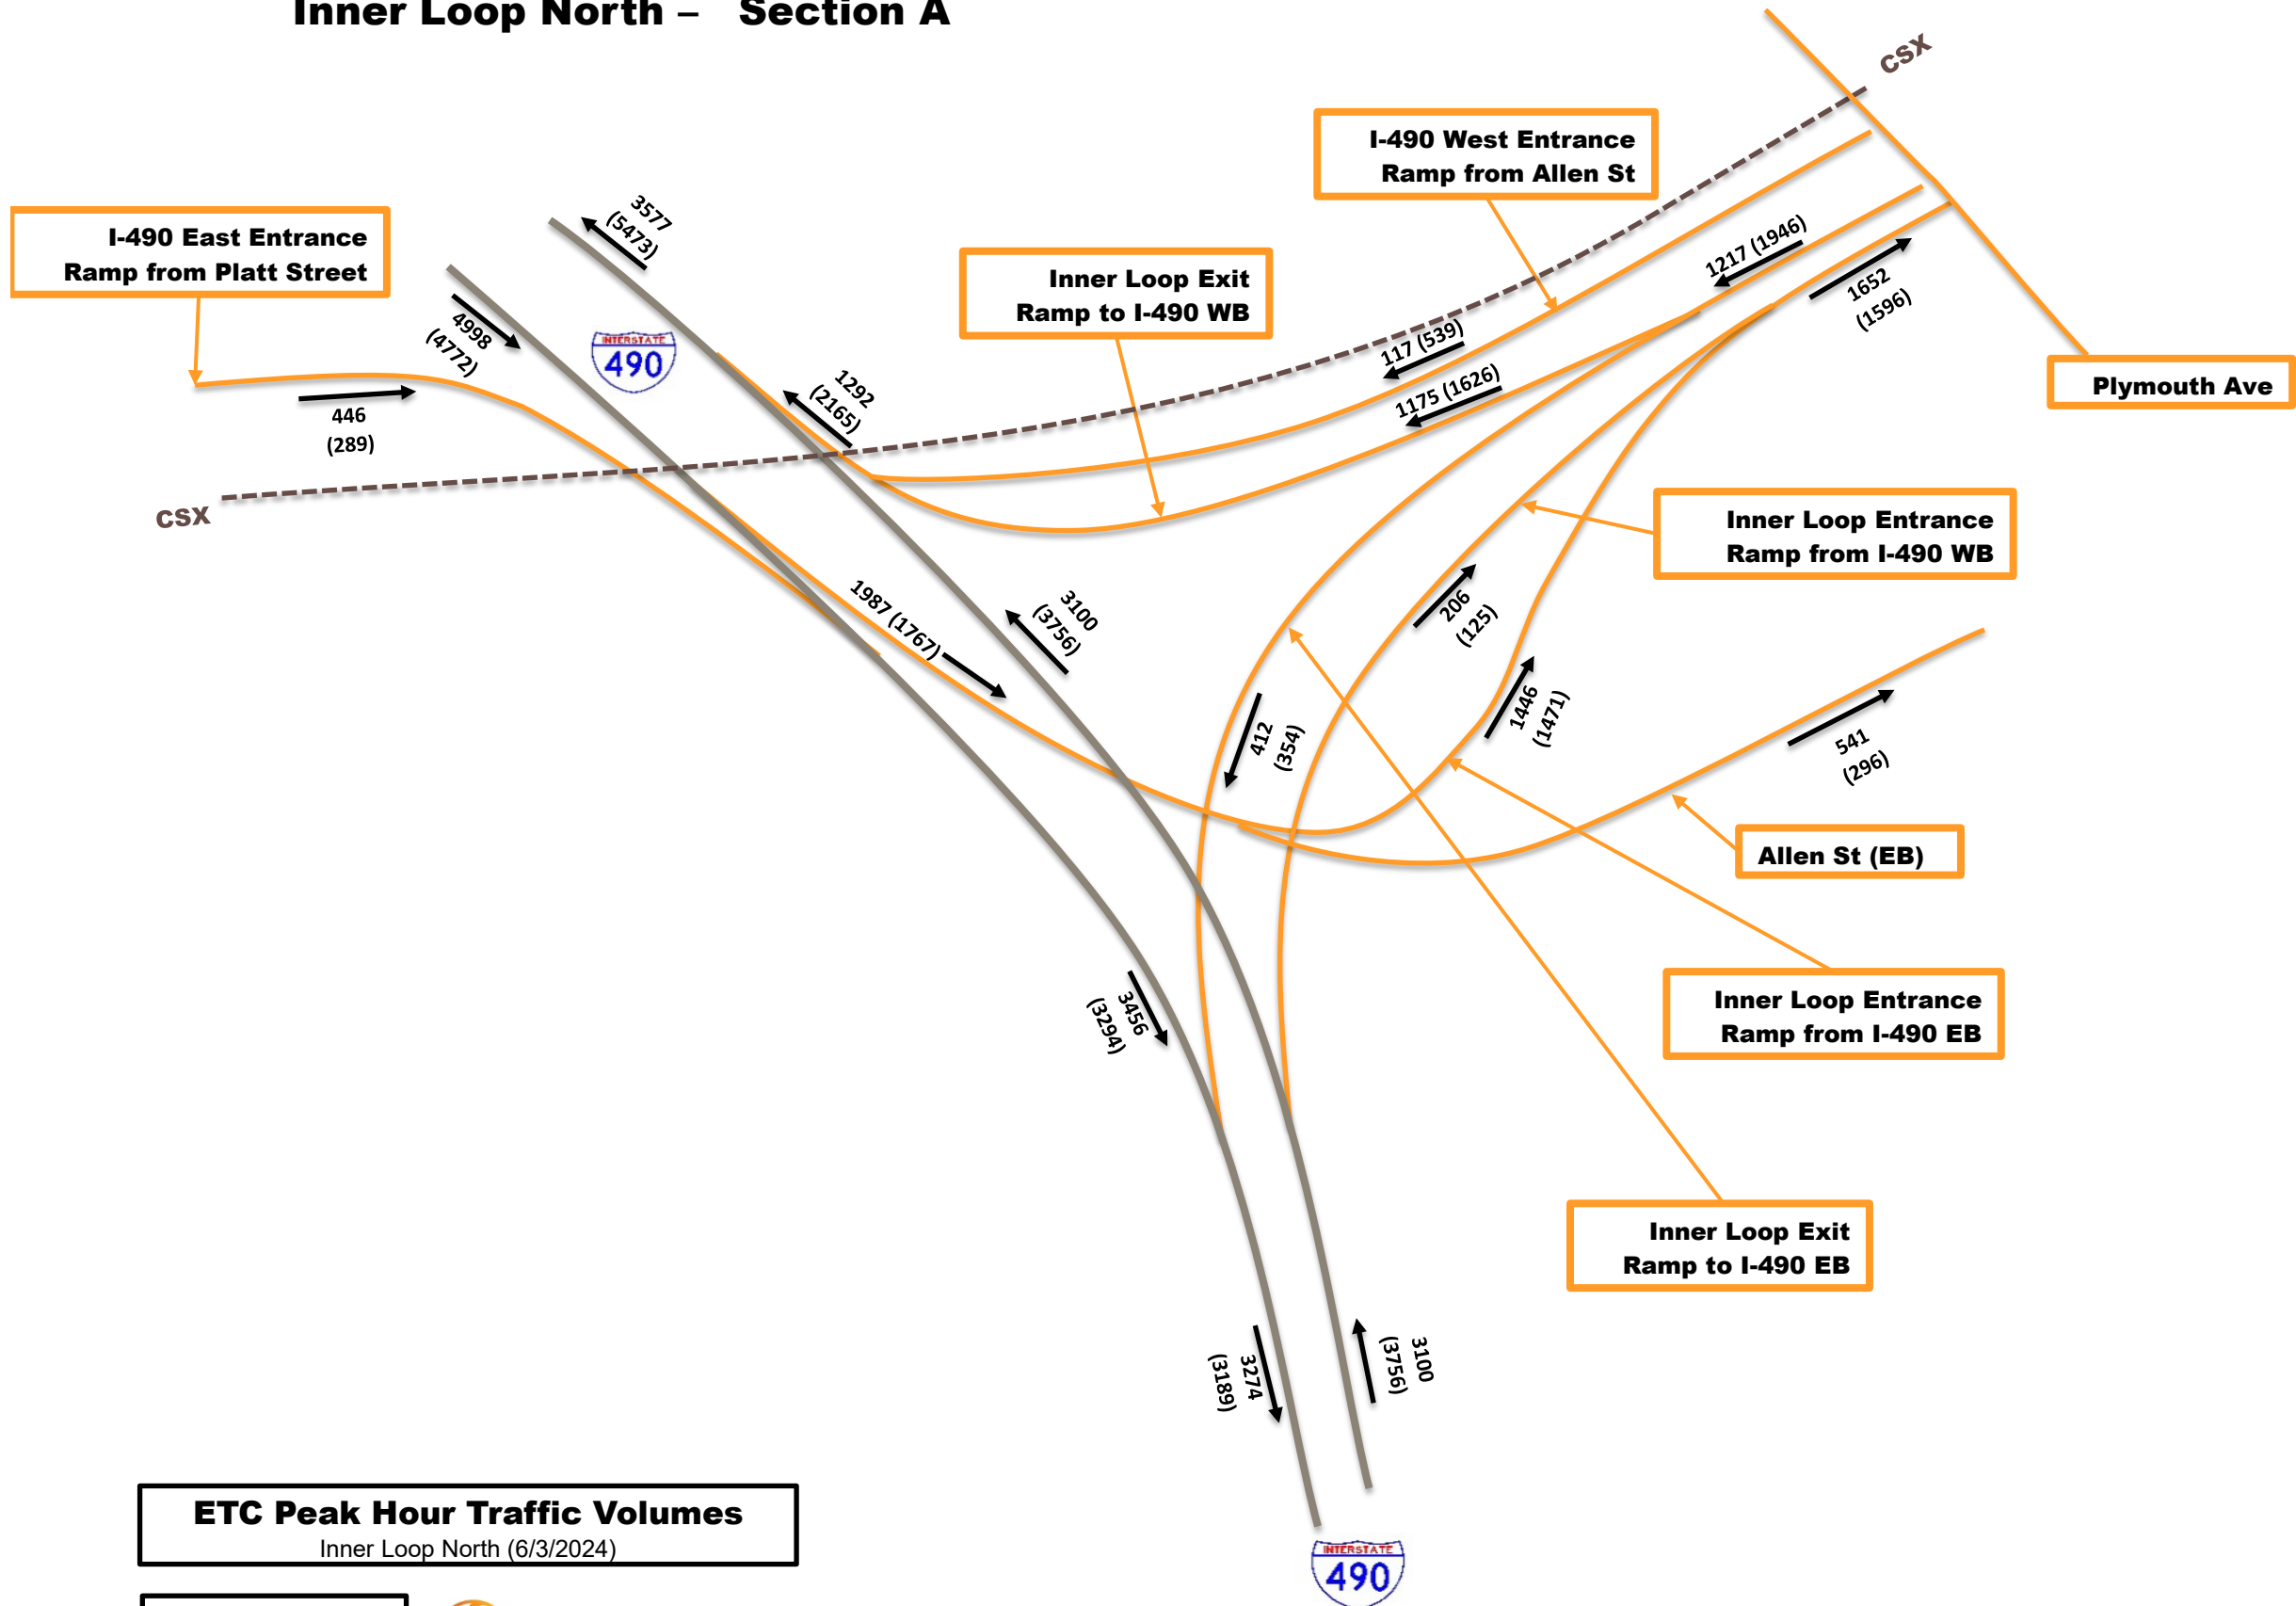 Inner Loop North – Section A
CSX
I-490 West Entrance
Ramp from Allen St
3577
(5473)
I-490 East Entrance
Ramp from Platt Street
1217 (1946)
Inner Loop Exit
Ramp to I-490 WB
1652
(1596)
4998
(4772)
INTERSTATE
490
117 (539)
Plymouth Ave
1292
(2165)
1175 (1626)
446
(289)
CSX
Inner Loop Entrance
Ramp from I-490 WB
1987 (1767)
3100
(3756)
206
(125)
1446
(1471)
412
(354)
541
(296)
Allen St (EB)
3456
(3294)
Inner Loop Entrance
Ramp from I-490 EB
Inner Loop Exit
Ramp to I-490 EB
3274
(3189)
3100
(3756)
ETC Peak Hour Traffic Volumes
Inner Loop North (6/3/2024)
INTERSTATE
490